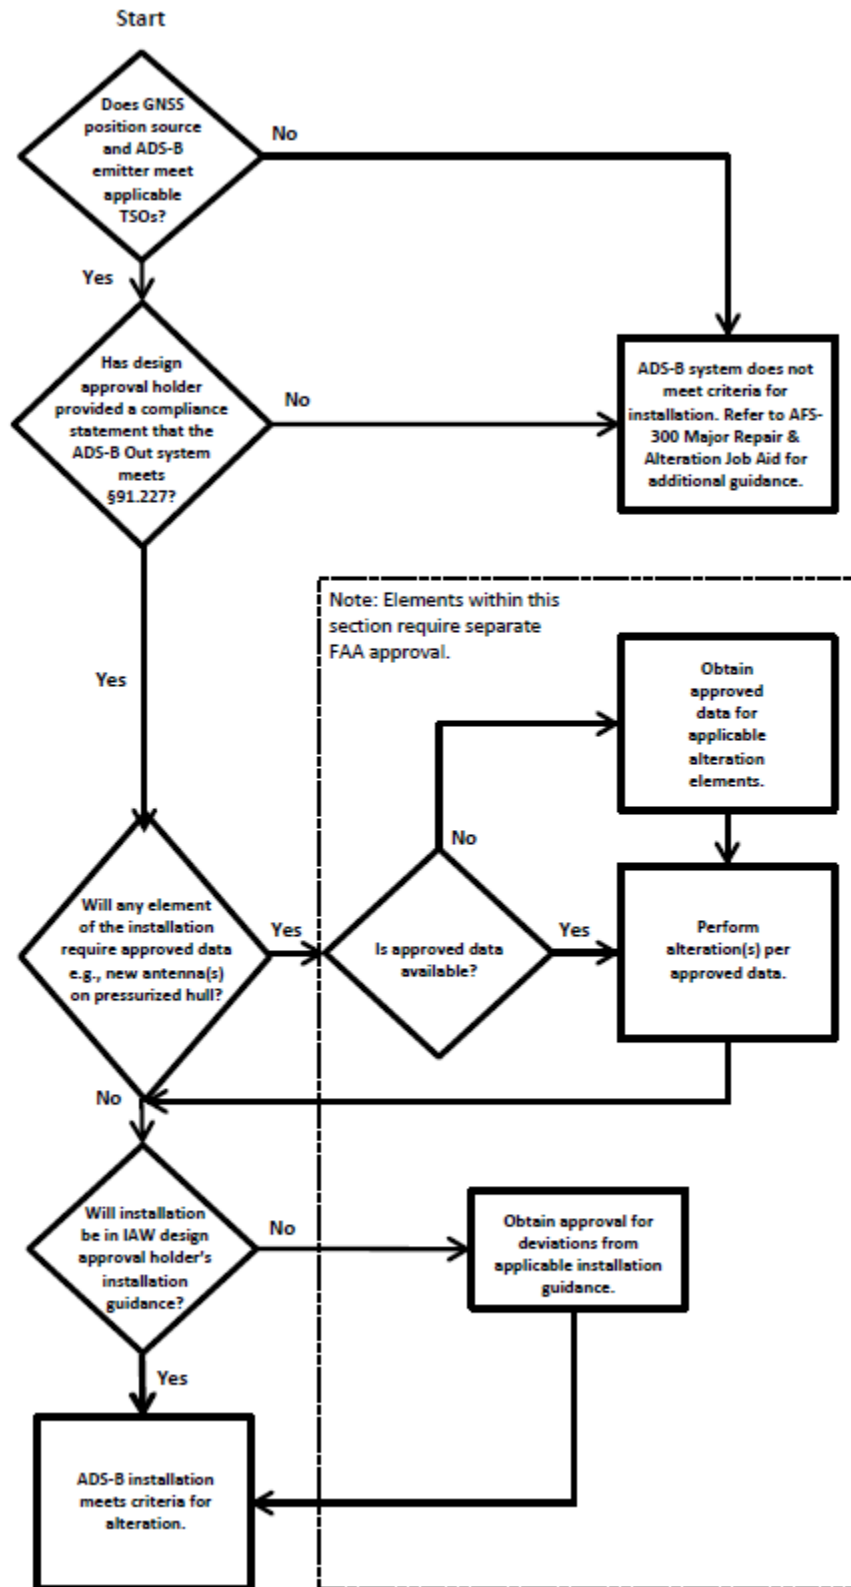 Start
Does GNSS
position source
and ADS-B
emitter meet
applicable
TSOs?
No
Yes
Has design
approval holder
provided a compliance
statement that the
ADS-B Out system
meets
§91.227?
No
ADS-B system does not
meet criteria for
installation. Refer to AFS-
300 Major Repair &
Alteration Job Aid for
additional guidance.
Yes
Note: Elements within this
section require separate
FAA approval.
Obtain
approved
data for
applicable
alteration
elements.
No
Will any element
of the installation
require approved data
e.g., new antenna(s)
on pressurized hull?
Yes
Is approved data
available?
Yes
Perform
alteration(s) per
approved data.
No
Will installation
be in IAW design
approval holder's
installation
guidance?
No
Obtain approval for
deviations from
applicable installation
guidance.
Yes
ADS-B installation
meets criteria for
alteration.